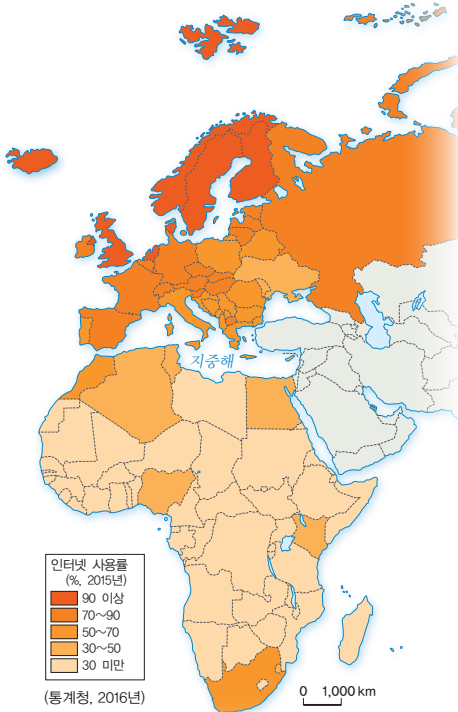 지중해
인터넷 사용률
(%, 2015년)
90 이상
70~90
50~70
30~50
30 미만
(통계청, 2016년)
0 1,000 km